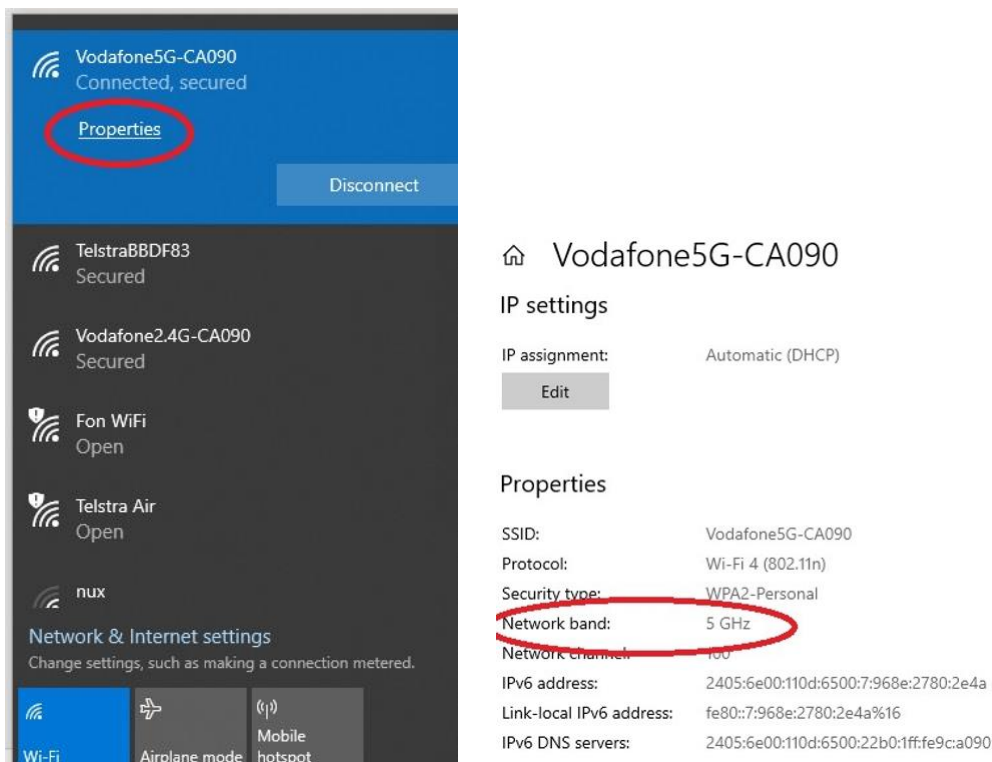 Vodafone5G-CA090
Connected, secured
Properties
Disconnect
TelstraBBDF83
Secured
Vodafone2.4G-CA090
Secured
Fon WiFi
Open
Telstra Air
Open
nux
Network & Internet settings
Change settings, such as making a connection metered.
Wi-Fi
Airplane mode
Mobile
hotspot
Vodafone5G-CA090
IP settings
IP assignment: Automatic (DHCP)
Edit
Properties
SSID: Vodafone5G-CA090
Protocol: Wi-Fi 4 (802.11n)
Security type: WPA2-Personal
Network band: 5 GHz
Network channel: 100
IPv6 address: 2405:6e00:110d:6500:7:968e:2780:2e4a
Link-local IPv6 address: fe80::7:968e:2780:2e4a%16
IPv6 DNS servers: 2405:6e00:110d:6500:22b0:1ff:fe9c:a090